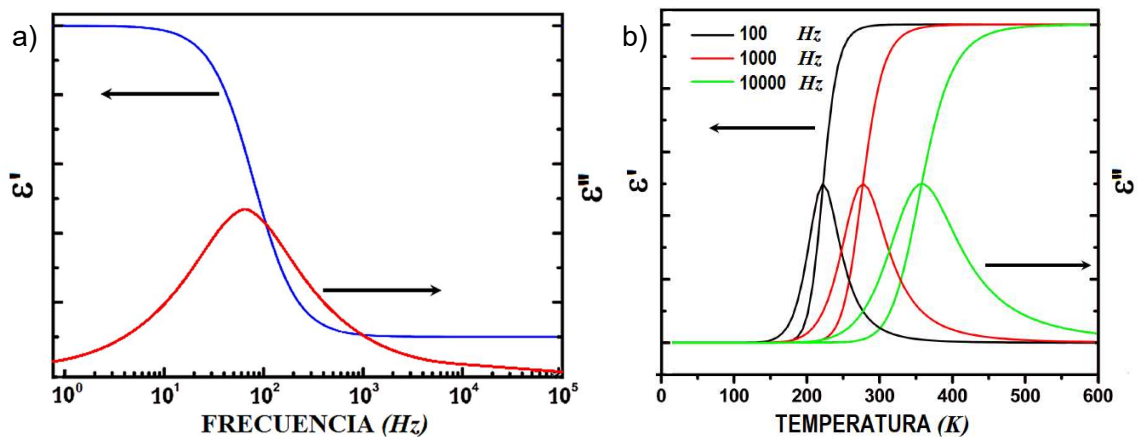 a)
ε'
ε"
10⁰ 10¹ 10² 10³ 10⁴ 10⁵
FRECUENCIA (Hz)
b)
100 Hz
1000 Hz
10000 Hz
ε'
ε"
0 100 200 300 400 500 600
TEMPERATURA (K)